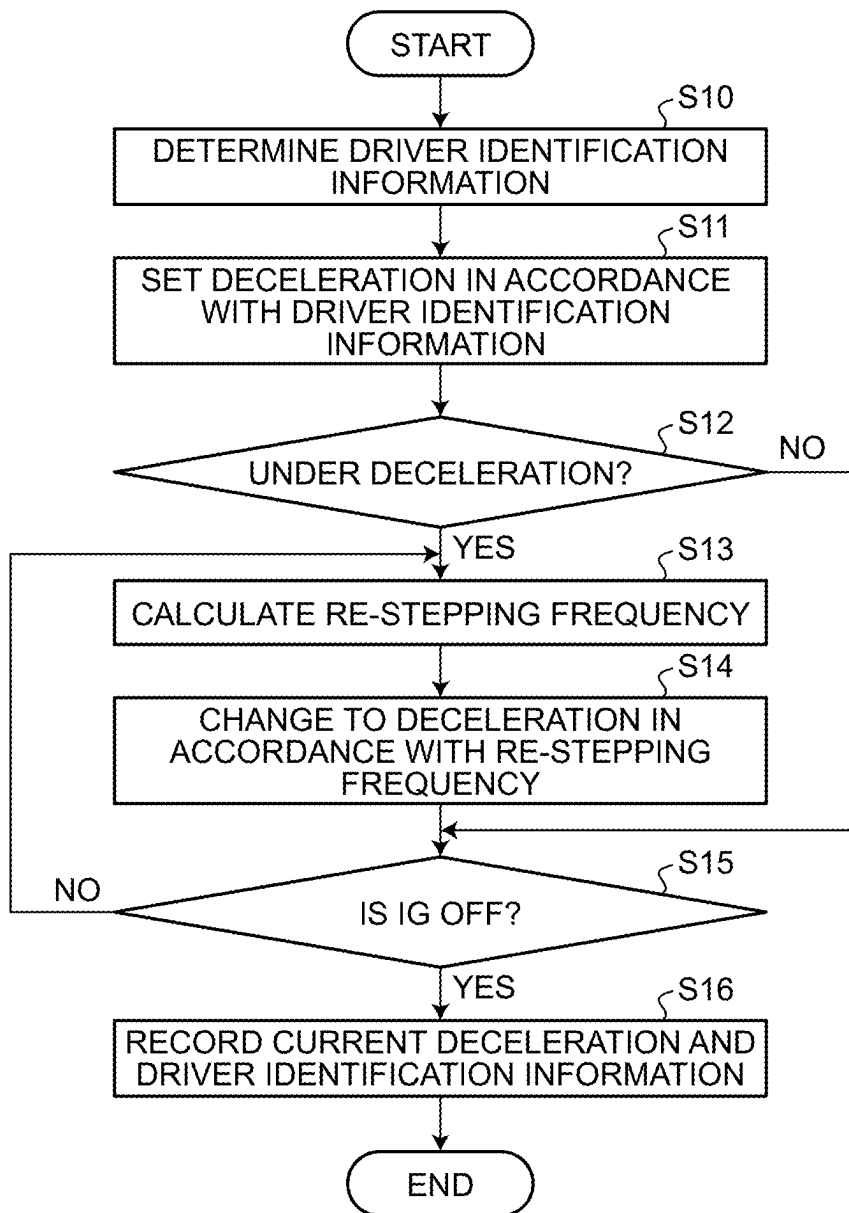 START
S10
DETERMINE DRIVER IDENTIFICATION
INFORMATION
S11
SET DECELERATION IN ACCORDANCE
WITH DRIVER IDENTIFICATION
INFORMATION
S12
UNDER DECELERATION?
NO
YES
S13
CALCULATE RE-STEPPING FREQUENCY
S14
CHANGE TO DECELERATION IN
ACCORDANCE WITH RE-STEPPING
FREQUENCY
S15
NO
IS IG OFF?
YES
S16
RECORD CURRENT DECELERATION AND
DRIVER IDENTIFICATION INFORMATION
END